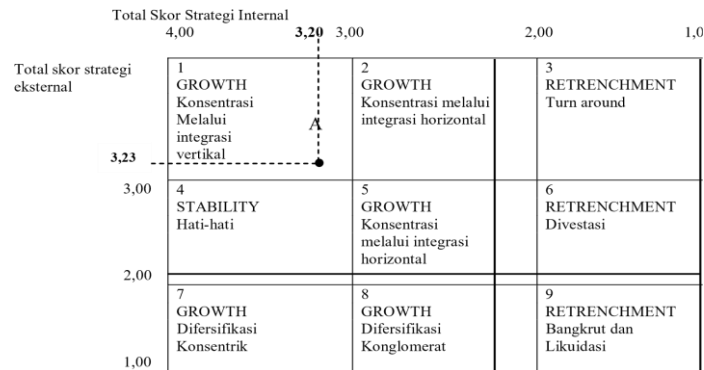 Total Skor Strategi Internal
4,00 3,20 3,00 2,00 1,0
Total skor strategi
eksternal
1
GROWTH
Konsentrasi
Melalui
integrasi
vertikal
A
2
GROWTH
Konsentrasi melalui
integrasi horizontal
3
RETRENCHMENT
Turn around
3,23
3,00
4
STABILITY
Hati-hati
5
GROWTH
Konsentrasi
melalui integrasi
horizontal
6
RETRENCHMENT
Divestasi
2,00
7
GROWTH
Difersifikasi
Konsentrik
8
GROWTH
Difersifikasi
Konglomerat
9
RETRENCHMENT
Bangkrut dan
Likuidasi
1,00